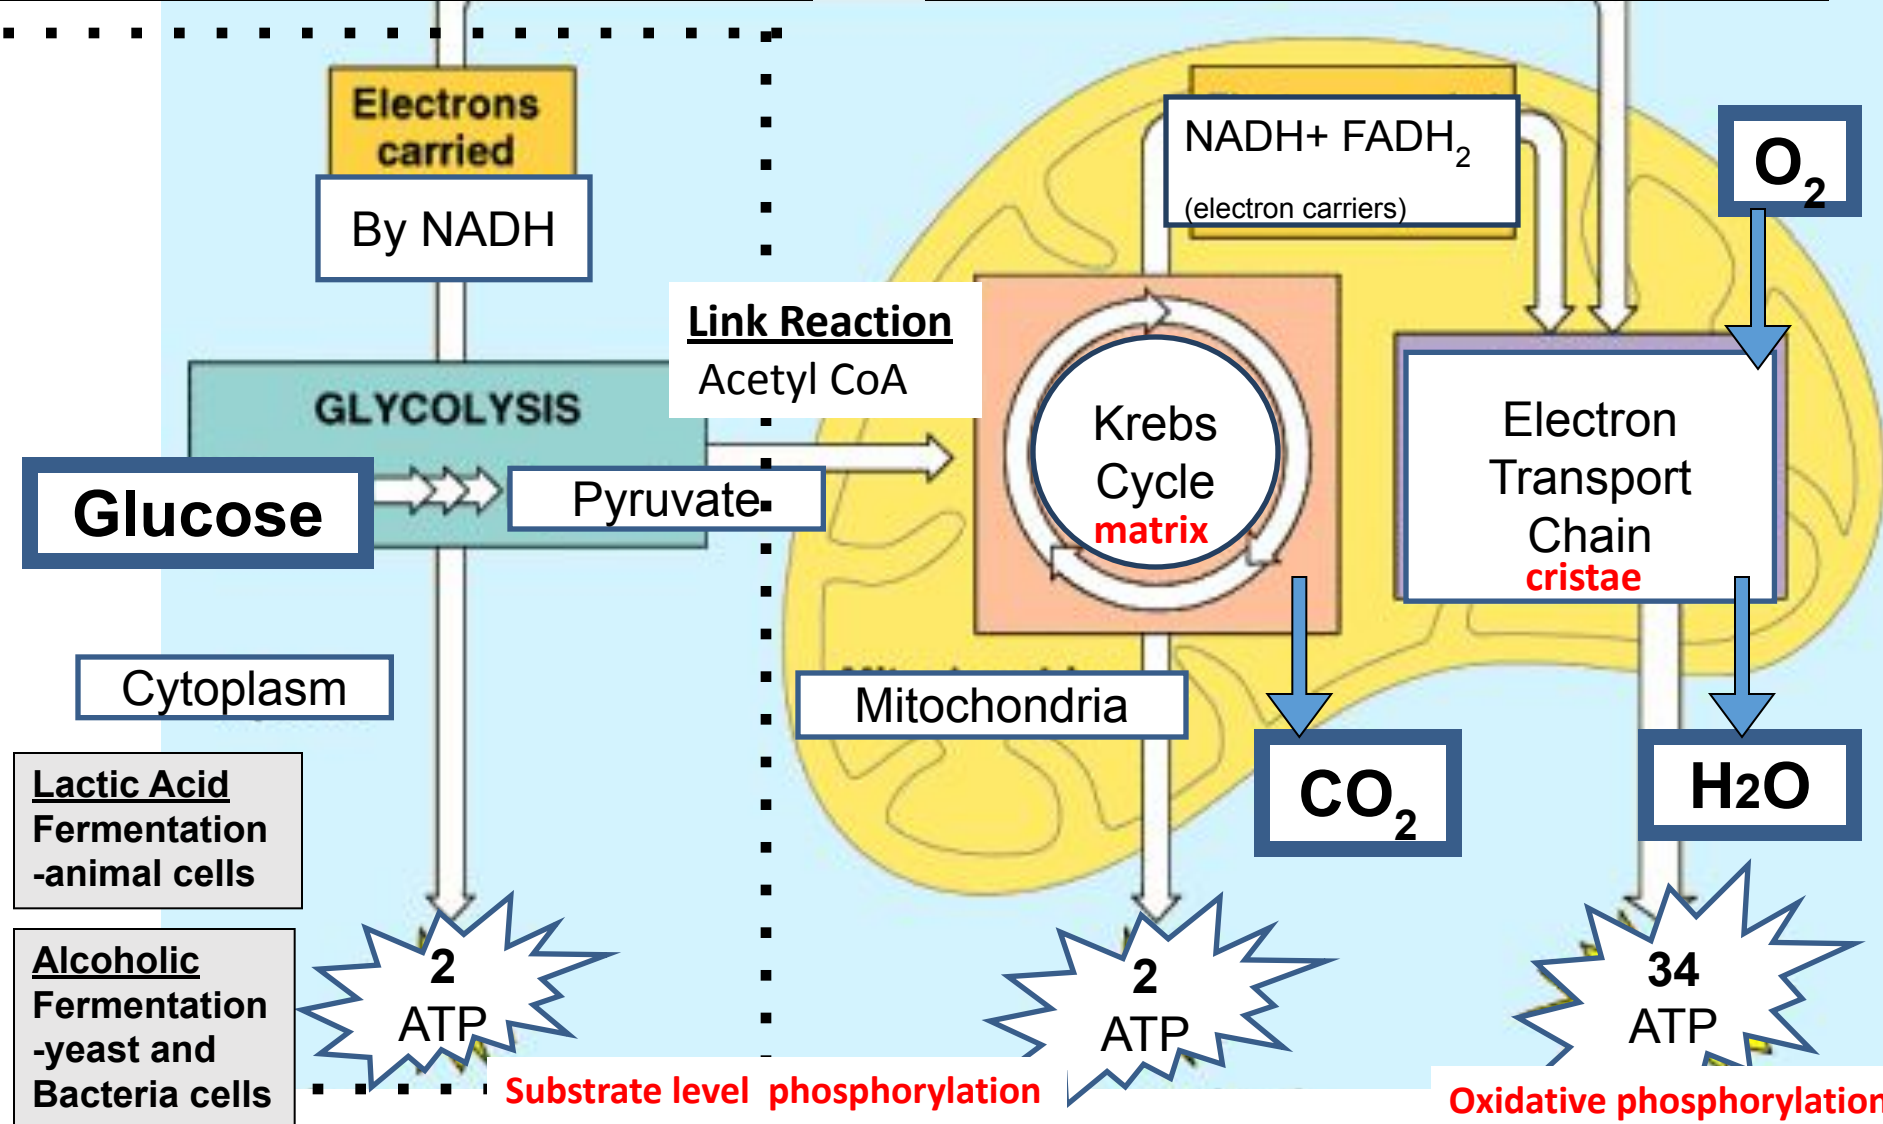 Electrons
carried
By NADH
NADH+ FADH₂
(electron carriers)
O₂
Link Reaction
Acetyl CoA
GLYCOLYSIS
Glucose
Pyruvate
Krebs
Cycle
matrix
Electron
Transport
Chain
cristae
Cytoplasm
Mitochondria
CO₂
H2O
Lactic Acid
Fermentation
-animal cells
Alcoholic
Fermentation
-yeast and
Bacteria cells
2
ATP
2
ATP
34
ATP
Substrate level phosphorylation
Oxidative phosphorylation